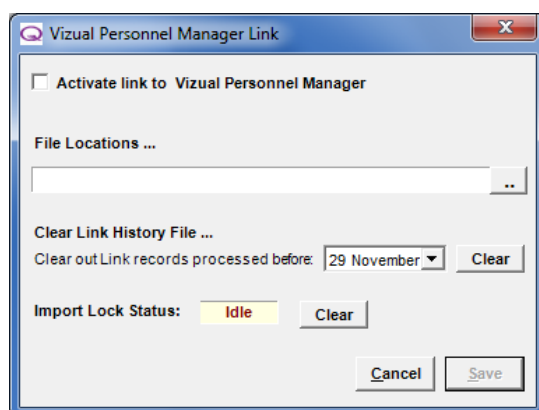 Vizual Personnel Manager Link
Activate link to Vizual Personnel Manager
File Locations ...
..
Clear Link History File ...
Clear out Link records processed before: 29 November Clear
Import Lock Status: Idle Clear
Cancel Save